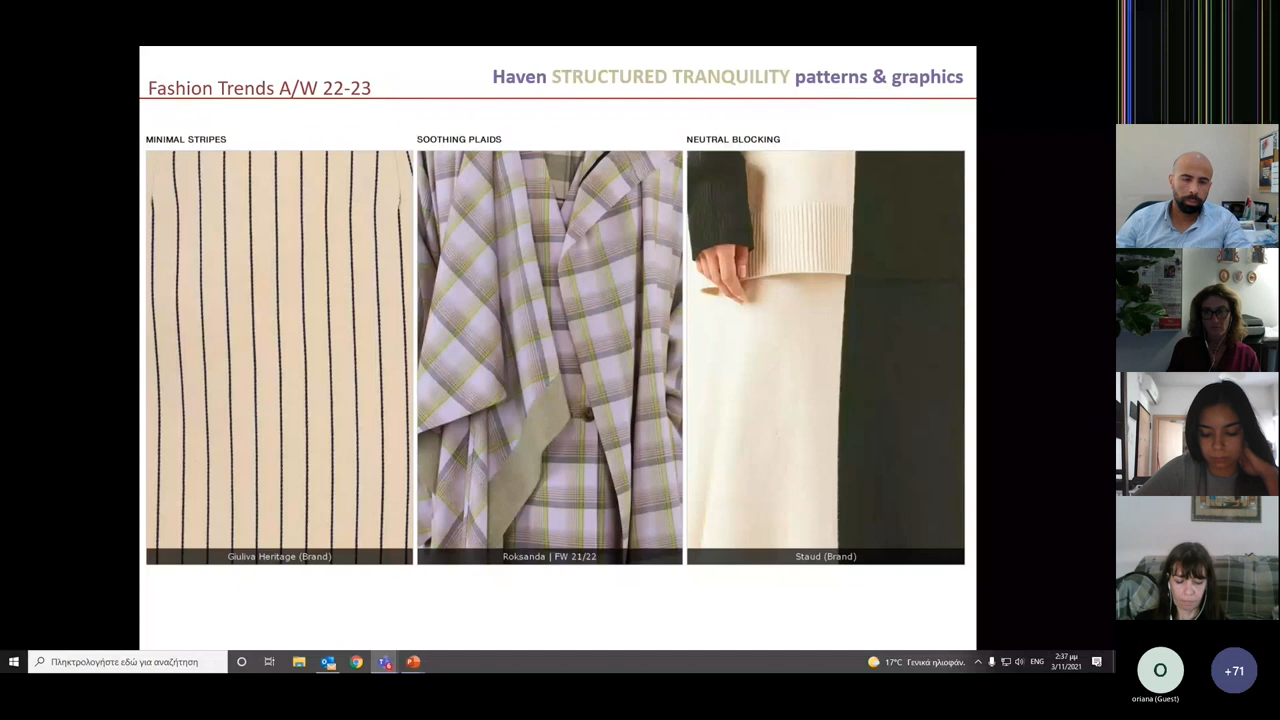 Haven STRUCTURED TRANQUILITY patterns & graphics
Fashion Trends A/W 22-23
MINIMAL STRIPES
SOOTHING PLAIDS
NEUTRAL BLOCKING
Giuliva Heritage (Brand)
Roksanda | FW 21/22
Staud (Brand)
Πληκτρολογήστε εδώ για αναζήτηση
17°C Γενικά ηλιοφάν.
ENG
2:37 μμ
3/11/2021
O
+71
oriana (Guest)